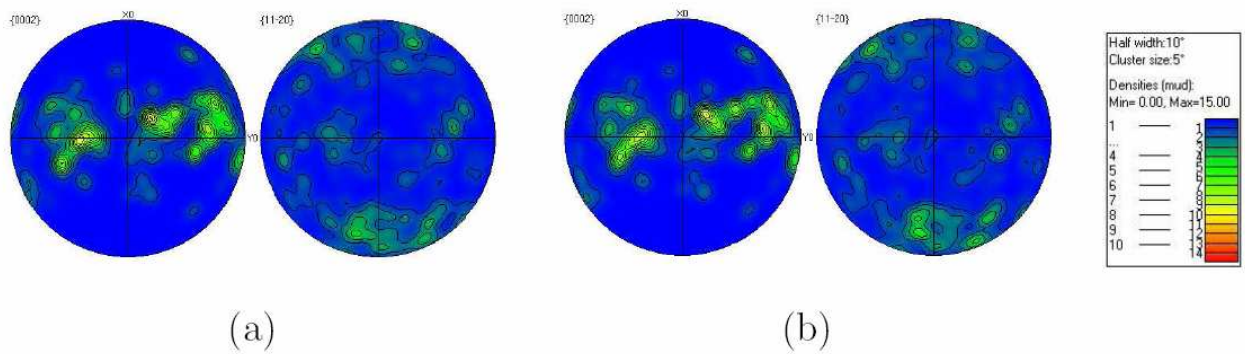 {0002}
X0
{11-20}
Y0
{0002}
X0
{11-20}
Y0
Half width:10°
Cluster size:5°
Densities (mud):
Min= 0.00, Max=15.00
1
...
4
5
6
7
8
9
10
1
2
3
4
5
6
7
8
10
11
12
13
14
(a)
(b)